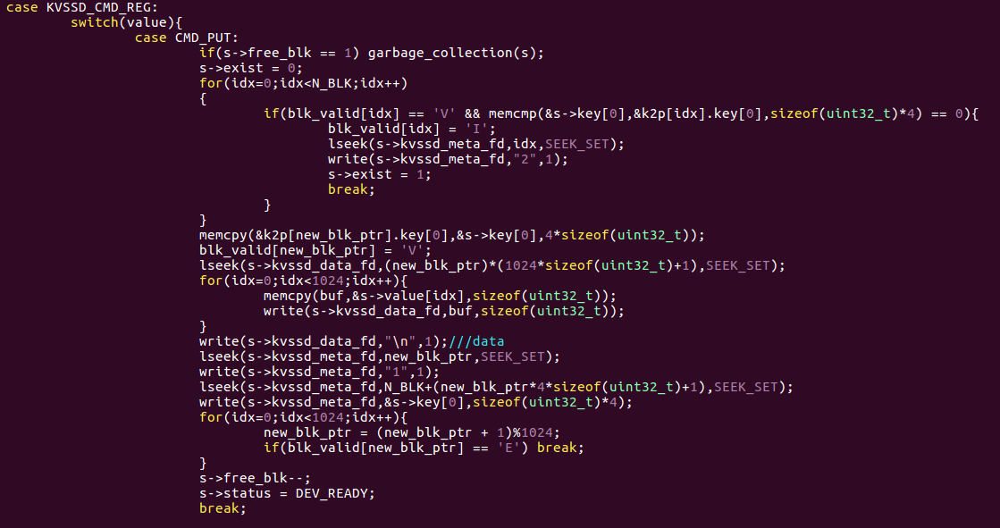 case KVSSD_CMD_REG:
        switch(value){
                case CMD_PUT:
                        if(s->free_blk == 1) garbage_collection(s);
                        s->exist = 0;
                        for(idx=0;idx<N_BLK;idx++)
                        {
                                if(blk_valid[idx] == 'V' && memcmp(&s->key[0],&k2p[idx].key[0],sizeof(uint32_t)*4) == 0){
                                        blk_valid[idx] = 'I';
                                        lseek(s->kvssd_meta_fd,idx,SEEK_SET);
                                        write(s->kvssd_meta_fd,"2",1);
                                        s->exist = 1;
                                        break;
                                }
                        }
                        memcpy(&k2p[new_blk_ptr].key[0],&s->key[0],4*sizeof(uint32_t));
                        blk_valid[new_blk_ptr] = 'V';
                        lseek(s->kvssd_data_fd,(new_blk_ptr)*(1024*sizeof(uint32_t)+1),SEEK_SET);
                        for(idx=0;idx<1024;idx++){
                                memcpy(buf,&s->value[idx],sizeof(uint32_t));
                                write(s->kvssd_data_fd,buf,sizeof(uint32_t));
                        }
                        write(s->kvssd_data_fd,"\n",1);///data
                        lseek(s->kvssd_meta_fd,new_blk_ptr,SEEK_SET);
                        write(s->kvssd_meta_fd,"1",1);
                        lseek(s->kvssd_meta_fd,N_BLK+(new_blk_ptr*4*sizeof(uint32_t)+1),SEEK_SET);
                        write(s->kvssd_meta_fd,&s->key[0],sizeof(uint32_t)*4);
                        for(idx=0;idx<1024;idx++){
                                new_blk_ptr = (new_blk_ptr + 1)%1024;
                                if(blk_valid[new_blk_ptr] == 'E') break;
                        }
                        s->free_blk--;
                        s->status = DEV_READY;
                        break;